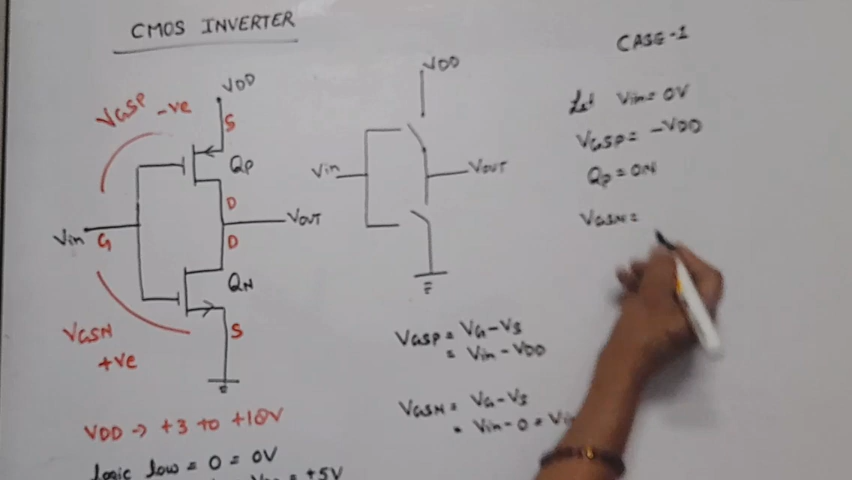 CMOS INVERTER
CASE-1
VDD
VGSP -ve
S
QP
D
Vin
G
VOUT
D
QN
VGSN
+ve
S
VDD
Vin
VOUT
Let Vin = 0V
VGSP = -VDD
QP = ON
VGSN =
VGSP = VG-VS
= Vin - VDD
VGSN = VG-VS
= Vin - 0 = Vin
VDD -> +3 to +18V
Logic low = 0 = 0V
= +5V